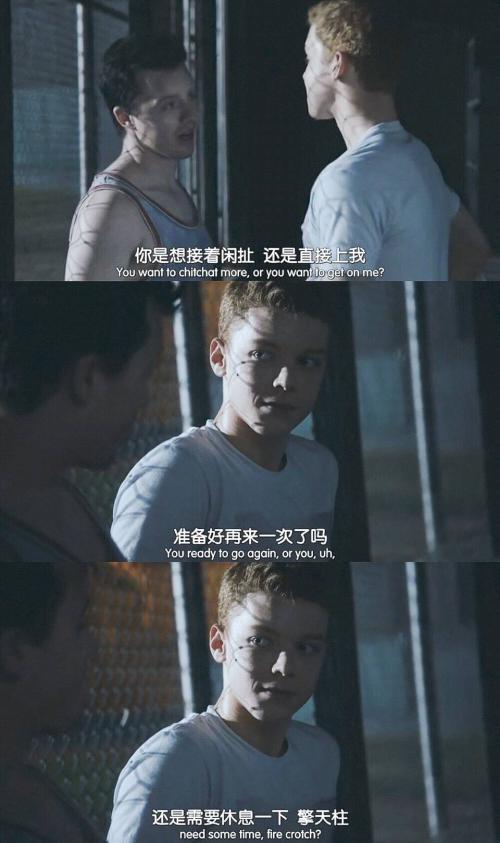 你是想接着闲扯 还是直接上我
You want to chitchat more, or you want to get on me?
准备好再来一次了吗
You ready to go again, or you, uh,
还是需要休息一下 擎天柱
need some time, fire crotch?